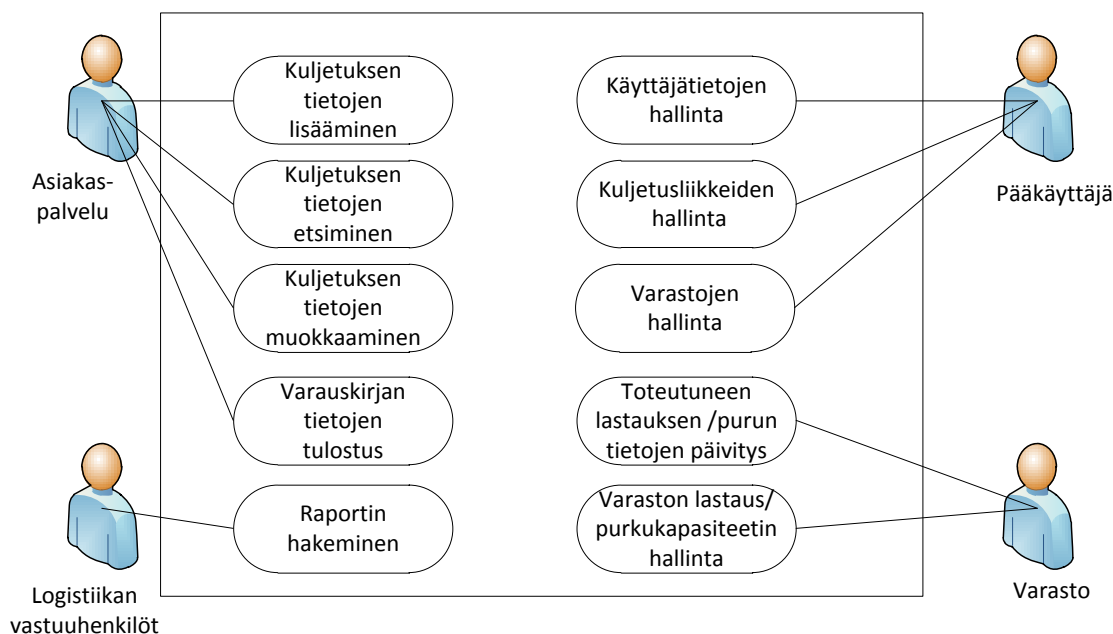 Kuljetuksen
tietojen
lisääminen
Käyttäjätietojen
hallinta
Asiakas-
palvelu
Kuljetuksen
tietojen
etsiminen
Kuljetusliikkeiden
hallinta
Pääkäyttäjä
Kuljetuksen
tietojen
muokkaaminen
Varastojen
hallinta
Varauskirjan
tietojen
tulostus
Toteutuneen
lastauksen /purun
tietojen päivitys
Raportin
hakeminen
Varaston lastaus/
purkukapasiteetin
hallinta
Logistiikan
vastuuhenkilöt
Varasto